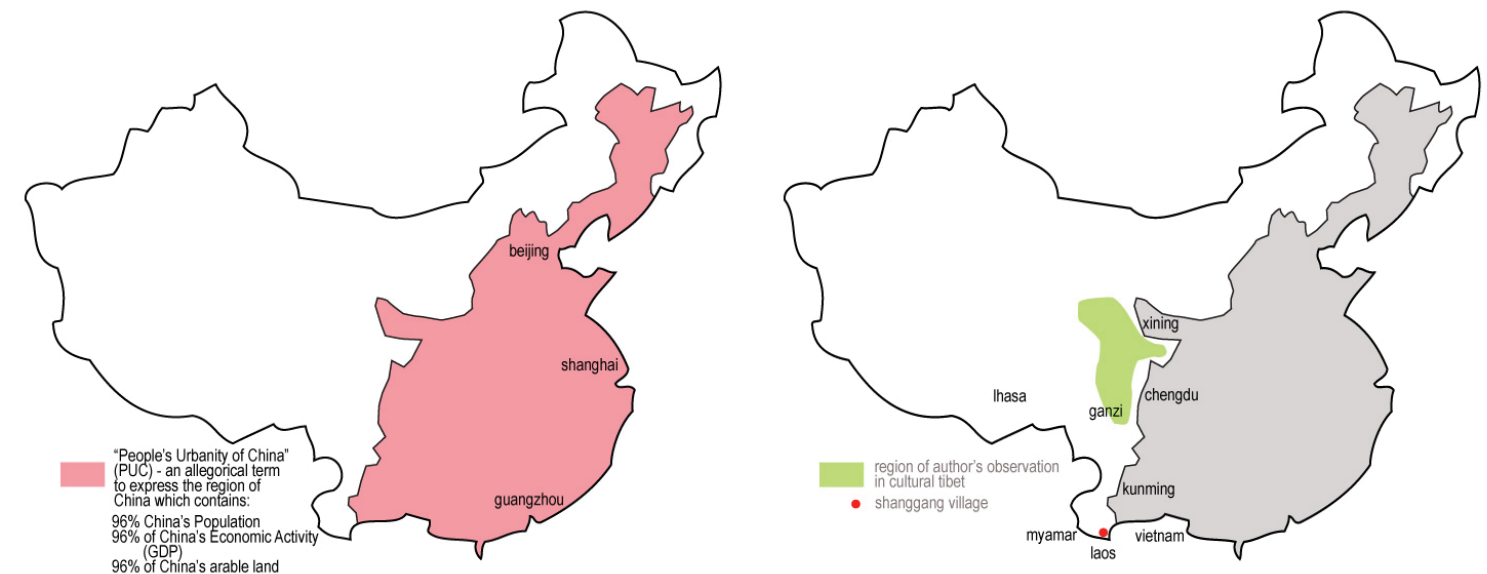 beijing
shanghai
guangzhou
"People's Urbanity of China"
(PUC) - an allegorical term
to express the region of
China which contains:
96% China's Population
96% of China's Economic Activity
(GDP)
96% of China's arable land
xining
lhasa
chengdu
ganzi
region of author's observation
in cultural tibet
shanggang village
kunming
myamar
vietnam
laos